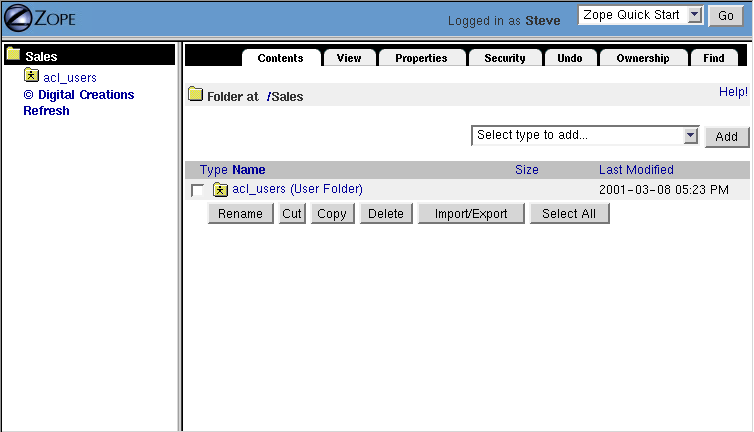 ZOPE
Logged in as Steve
Zope Quick Start
Go
Sales
acl_users
© Digital Creations
Refresh
Contents View Properties Security Undo Ownership Find
Folder at /Sales
Help!
Select type to add...
Add
Type Name Size Last Modified
acl_users (User Folder) 2001-03-08 05:23 PM
Rename Cut Copy Delete Import/Export Select All